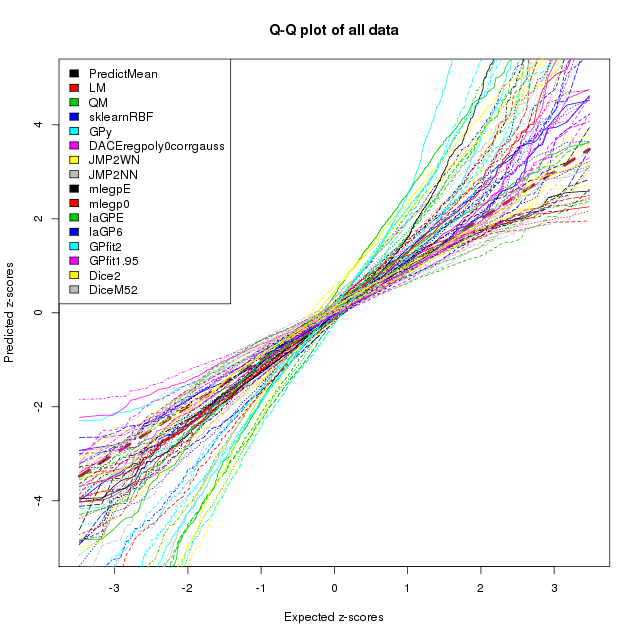 Q-Q plot of all data
PredictMean
LM
QM
sklearnRBF
GPy
DACEregpoly0corrgauss
JMP2WN
JMP2NN
mlegpE
mlegp0
laGPE
laGP6
GPfit2
GPfit1.95
Dice2
DiceM52
Predicted z-scores
4
2
0
-2
-4
-3 -2 -1 0 1 2 3
Expected z-scores